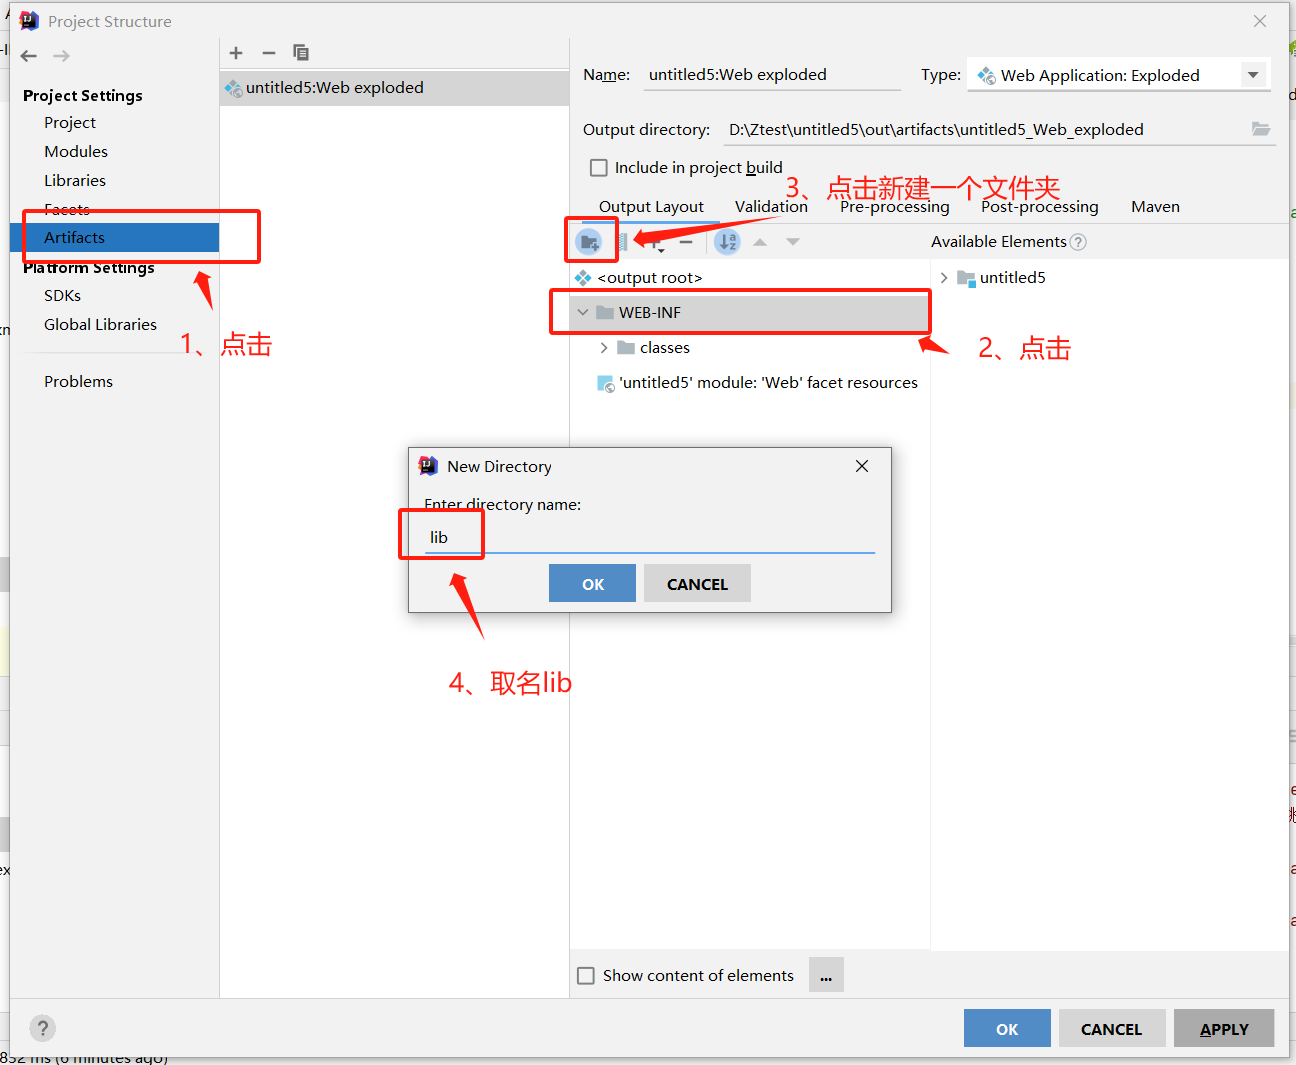 Project Structure
Project Settings
Project
Modules
Libraries
Facets
Artifacts
Platform Settings
SDKs
Global Libraries
Problems
1、点击
untitled5:Web exploded
Name: untitled5:Web exploded
Type: Web Application: Exploded
Output directory: D:\Ztest\untitled5\out\artifacts\untitled5_Web_exploded
Include in project build
3、点击新建一个文件夹
Output Layout Validation Pre-processing Post-processing Maven
Available Elements ?
<output root>
untitled5
WEB-INF
2、点击
classes
'untitled5' module: 'Web' facet resources
New Directory
Enter directory name:
lib
OK CANCEL
4、取名lib
Show content of elements ...
? OK CANCEL APPLY
852 ms (6 minutes ago)